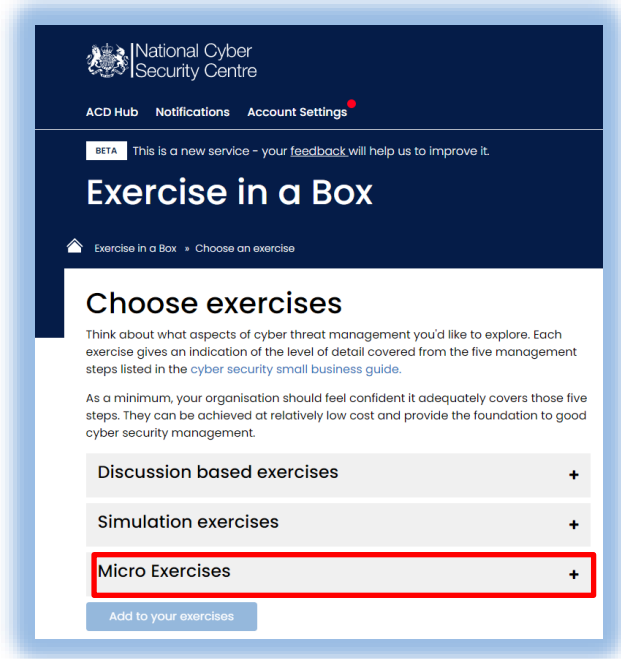 National Cyber
Security Centre
ACD Hub Notifications Account Settings
BETA This is a new service - your feedback will help us to improve it.
Exercise in a Box
Exercise in a Box » Choose an exercise
Choose exercises
Think about what aspects of cyber threat management you'd like to explore. Each
exercise gives an indication of the level of detail covered from the five management
steps listed in the cyber security small business guide.
As a minimum, your organisation should feel confident it adequately covers those five
steps. They can be achieved at relatively low cost and provide the foundation to good
cyber security management.
Discussion based exercises +
Simulation exercises +
Micro Exercises +
Add to your exercises